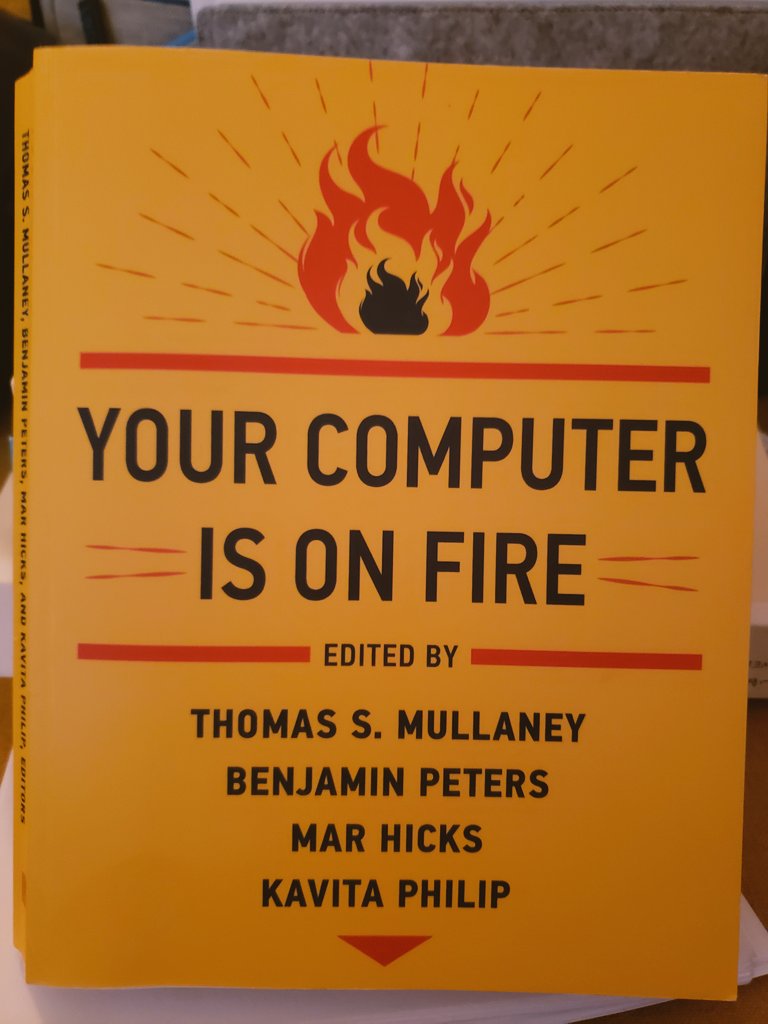 YOUR COMPUTER
IS ON FIRE
EDITED BY
THOMAS S. MULLANEY
BENJAMIN PETERS
MAR HICKS
KAVITA PHILIP
THOMAS S. MULLANEY, BENJAMIN PETERS, MAR HICKS, AND KAVITA PHILIP, EDITORS